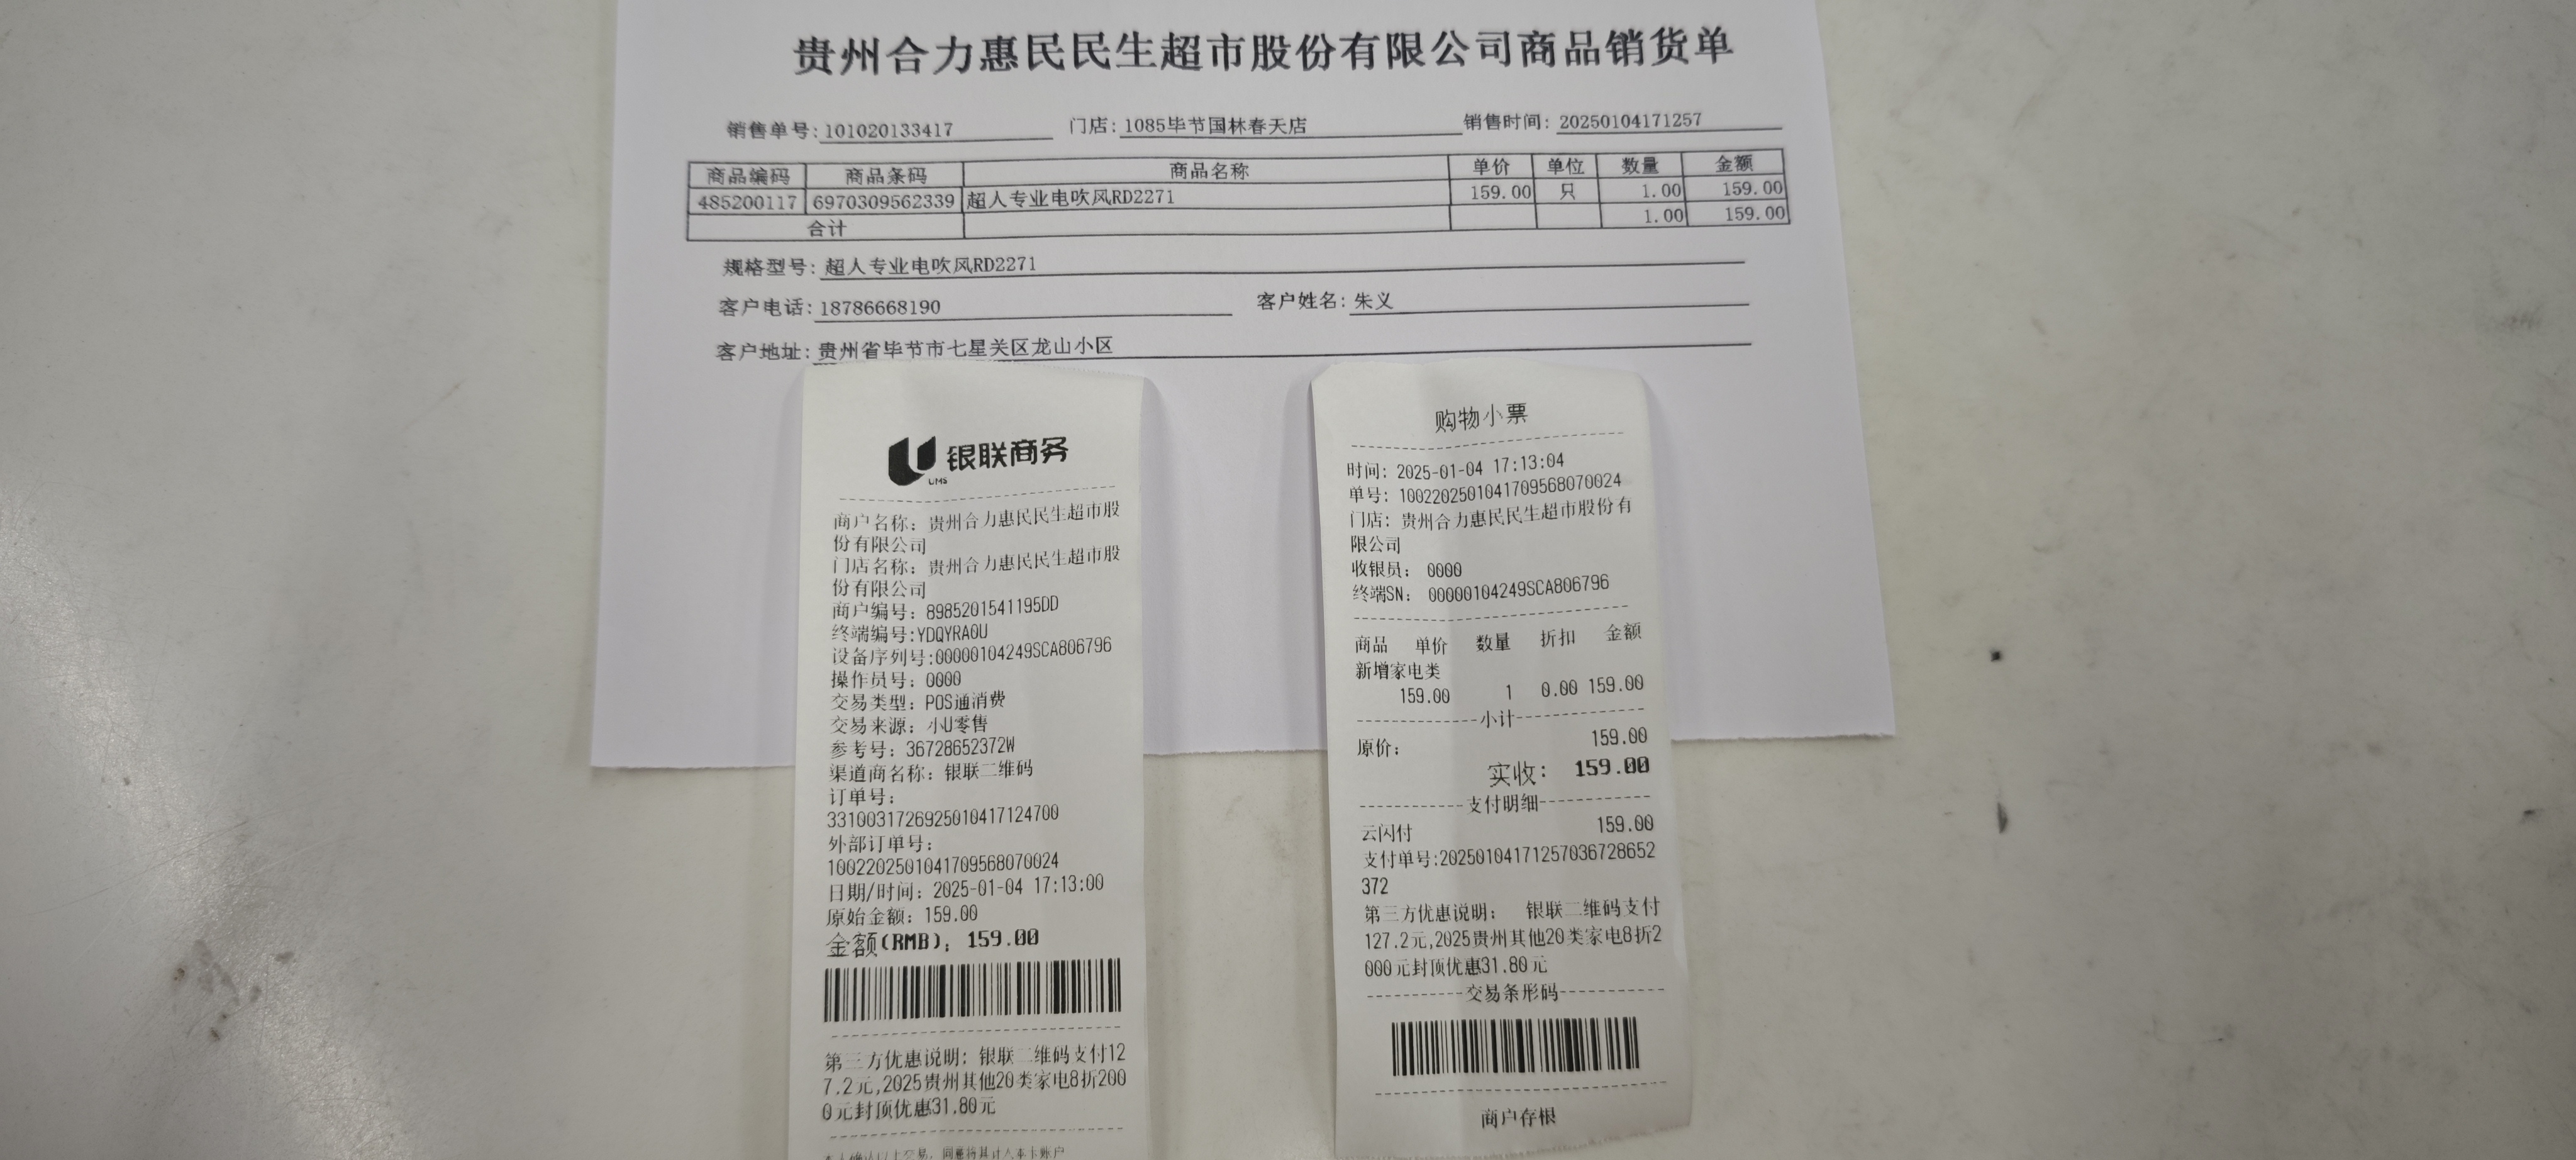 贵州合力惠民民生超市股份有限公司商品销货单
销售单号: 101020133417 门店: 1085毕节国林春天店 销售时间: 20250104171257
商品编码 商品条码 商品名称 单价 单位 数量 金额
485200117 6970309562339 超人专业电吹风RD2271 159.00 只 1.00 159.00
合计 1.00 159.00
规格型号: 超人专业电吹风RD2271
客户电话: 18786668190 客户姓名: 朱义
客户地址: 贵州省毕节市七星关区龙山小区
银联商务
UMS
商户名称: 贵州合力惠民民生超市股
份有限公司
门店名称: 贵州合力惠民民生超市股
份有限公司
商户编号: 8985201541195DD
终端编号:YDQYRA0U
设备序列号:00000104249SCA806796
操作员号: 0000
交易类型: POS通消费
交易来源: 小U零售
参考号: 36728652372W
渠道商名称: 银联二维码
订单号:
33100317269250104171247​00
外部订单号:
10022025010417095680700​24
日期/时间: 2025-01-04 17:13:00
原始金额: 159.00
金额(RMB): 159.00
第三方优惠说明: 银联二维码支付12
7.2元,2025贵州其他20类家电8折200
0元封顶优惠31.80元
本人确认以上交易, 同意将其计入本卡账户
购物小票
时间: 2025-01-04 17:13:04
单号: 1002202501041709568070024
门店: 贵州合力惠民民生超市股份有
限公司
收银员: 0000
终端SN: 00000104249SCA806796
商品 单价 数量 折扣 金额
新增家电类
159.00 1 0.00 159.00
小计
原价: 159.00
实收: 159.00
支付明细
云闪付 159.00
支付单号:20250104171257036728652
372
第三方优惠说明: 银联二维码支付
127.2元,2025贵州其他20类家电8折2
000元封顶优惠31.80元
交易条形码
商户存根